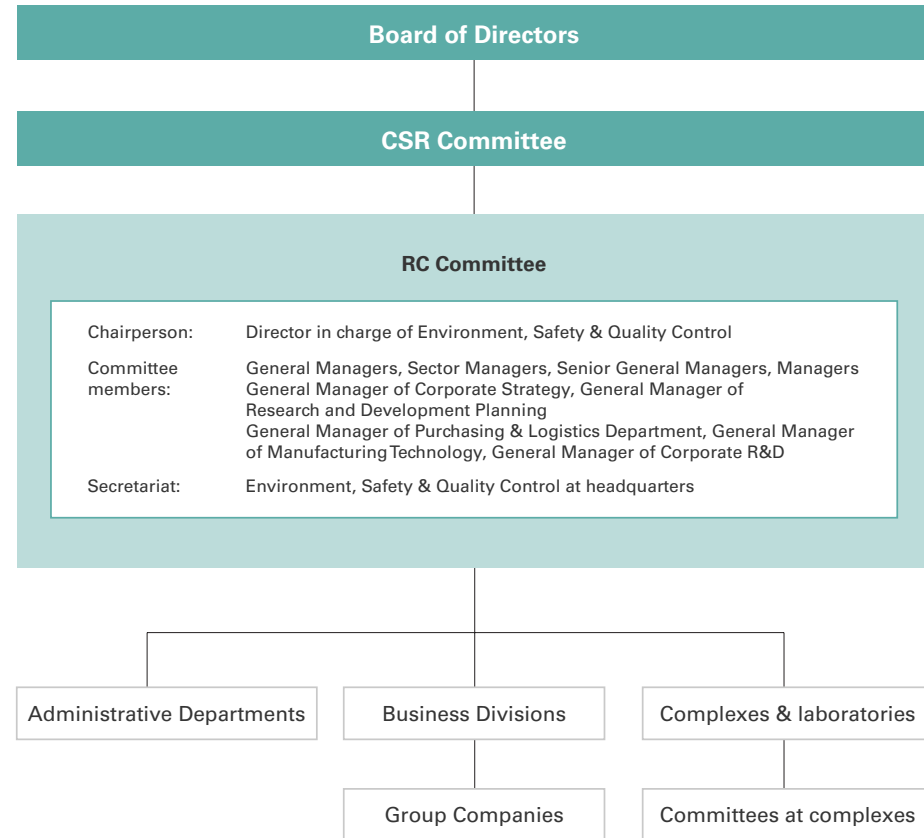 Board of Directors
CSR Committee
RC Committee
Chairperson: Director in charge of Environment, Safety & Quality Control
Committee members: General Managers, Sector Managers, Senior General Managers, Managers
General Manager of Corporate Strategy, General Manager of
Research and Development Planning
General Manager of Purchasing & Logistics Department, General Manager
of Manufacturing Technology, General Manager of Corporate R&D
Secretariat: Environment, Safety & Quality Control at headquarters
Administrative Departments
Business Divisions
Complexes & laboratories
Group Companies
Committees at complexes